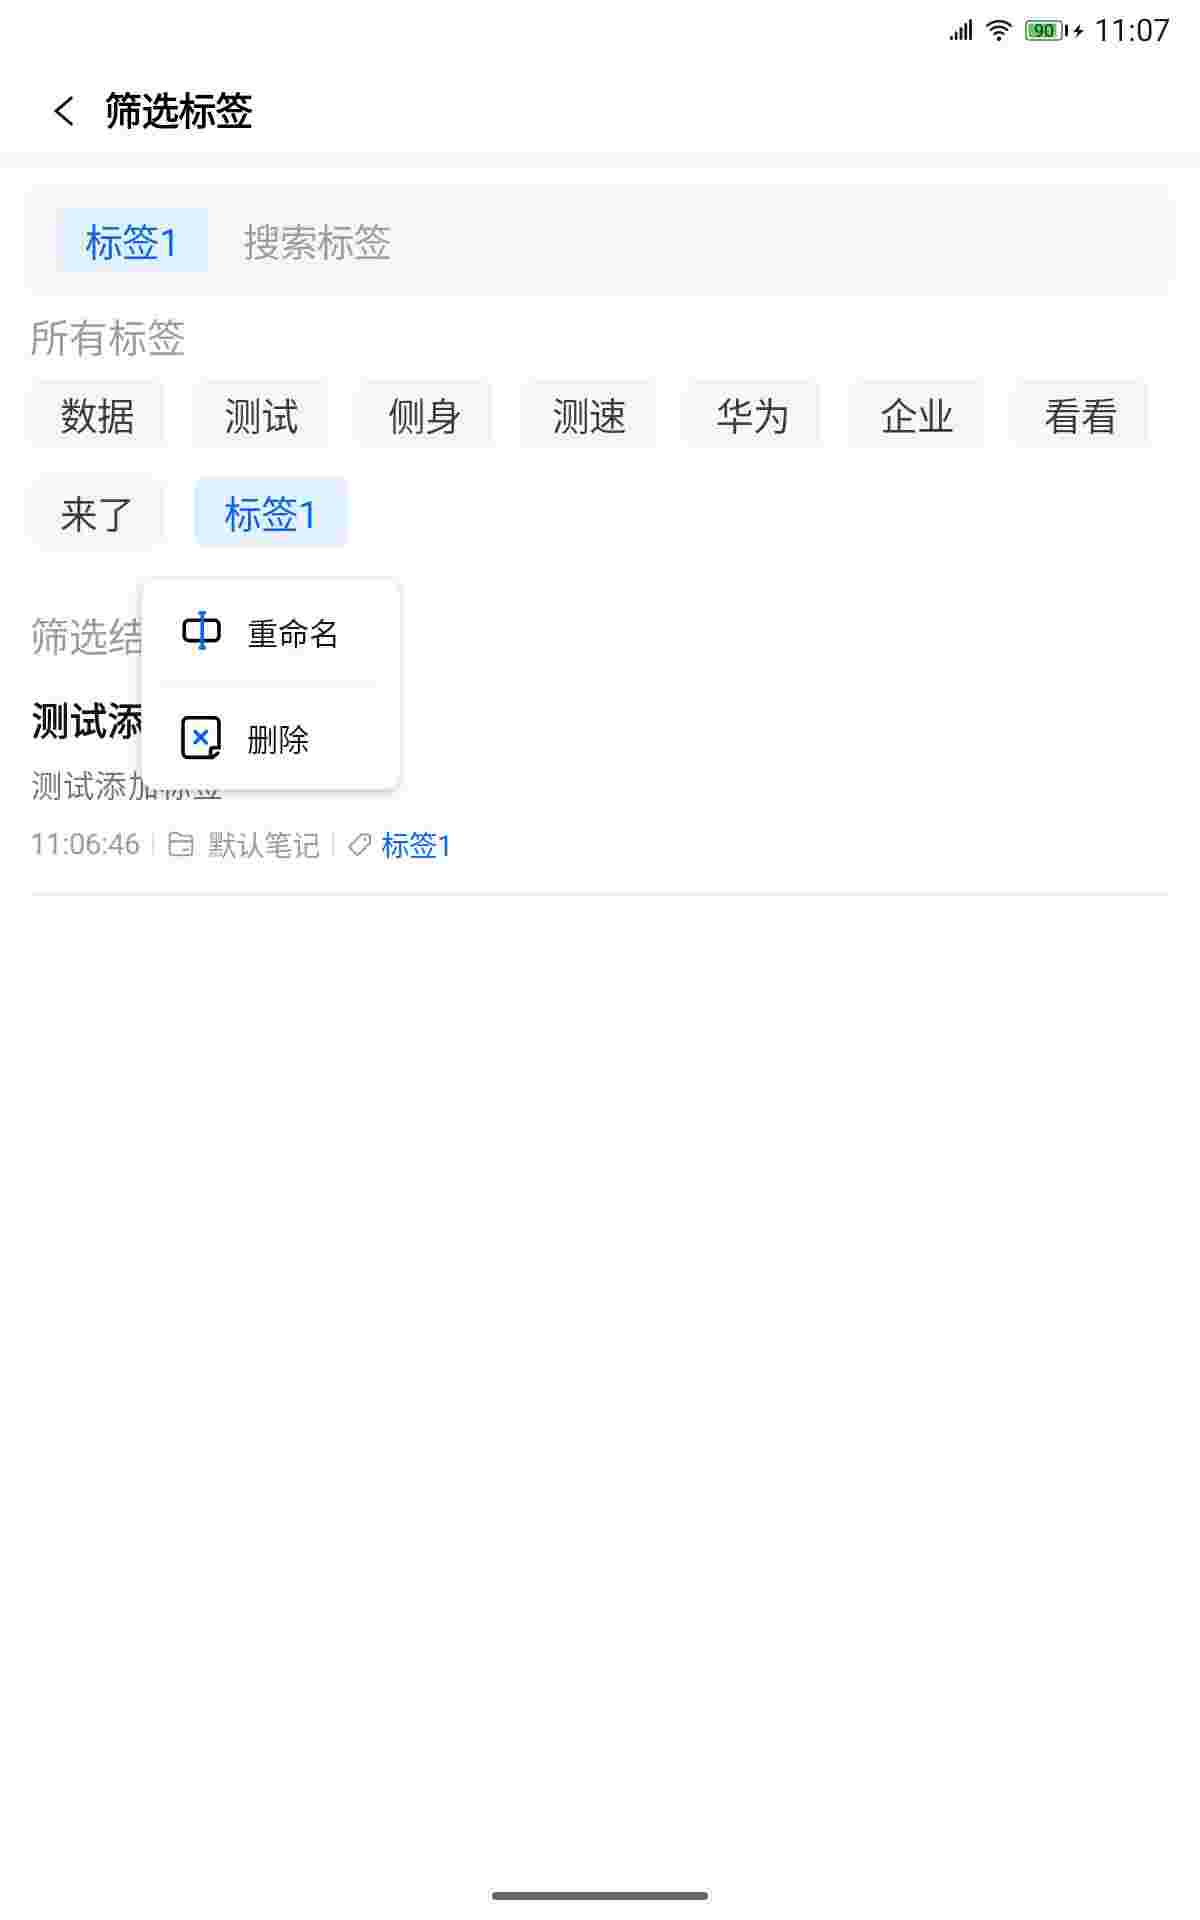 90 11:07
筛选标签
标签1 搜索标签
所有标签
数据 测试 侧身 测速 华为 企业 看看
来了 标签1
重命名
筛选结
删除
测试添
测试添加标签
11:06:46 默认笔记 标签1